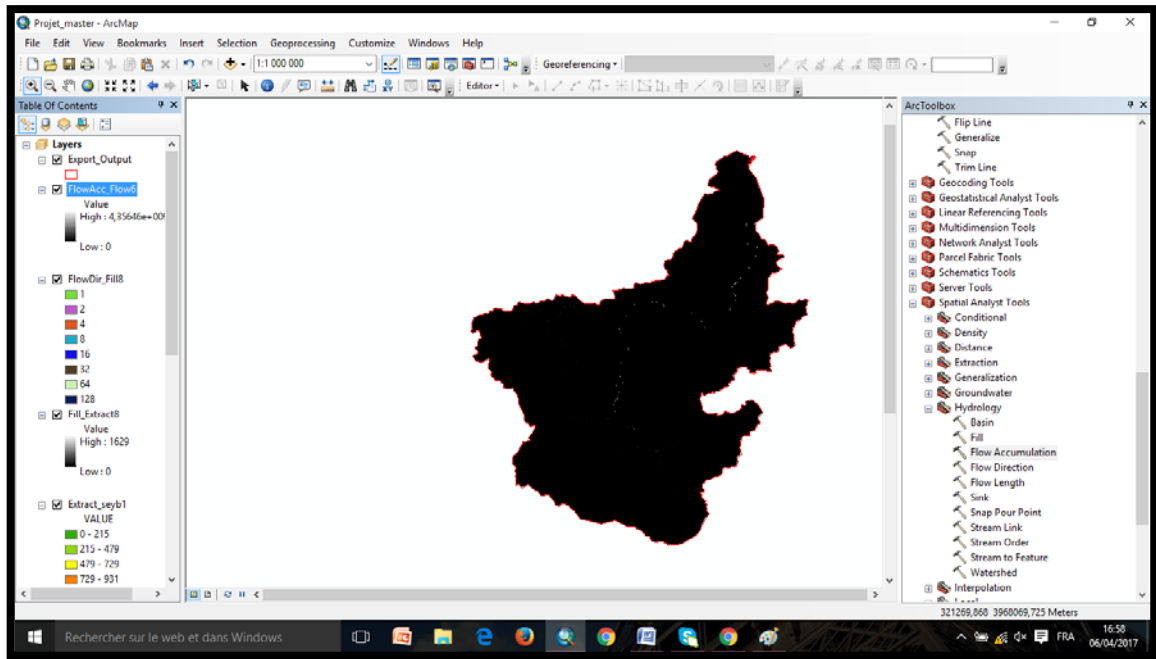 Projet_master - ArcMap
File Edit View Bookmarks Insert Selection Geoprocessing Customize Windows Help
1:1 000 000
Georeferencing
Editor
Table Of Contents
Layers
Export_Output
FlowAcc_Flow6
Value
High : 4,35646e+00
Low : 0
FlowDir_Fill8
1
2
4
8
16
32
64
128
Fill_Extract8
Value
High : 1629
Low : 0
Extract_seyb1
VALUE
0 - 215
215 - 479
479 - 729
729 - 931
ArcToolbox
Flip Line
Generalize
Snap
Trim Line
Geocoding Tools
Geostatistical Analyst Tools
Linear Referencing Tools
Multidimension Tools
Network Analyst Tools
Parcel Fabric Tools
Schematics Tools
Server Tools
Spatial Analyst Tools
Conditional
Density
Distance
Extraction
Generalization
Groundwater
Hydrology
Basin
Fill
Flow Accumulation
Flow Direction
Flow Length
Sink
Snap Pour Point
Stream Link
Stream Order
Stream to Feature
Watershed
Interpolation
321269,868 3968069,725 Meters
Rechercher sur le web et dans Windows
FRA
16:58
06/04/2017